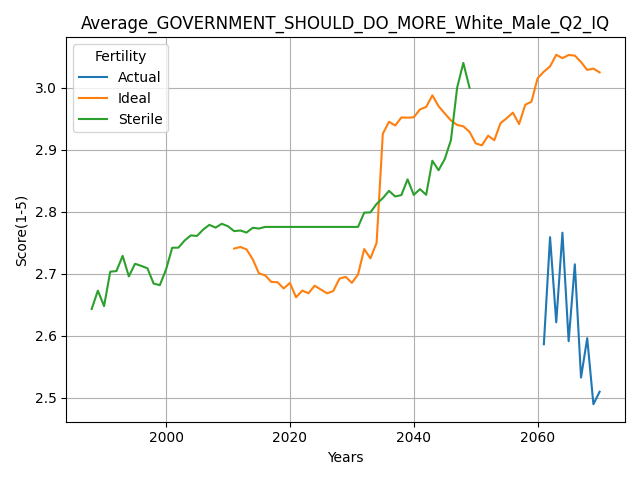 Average_GOVERNMENT_SHOULD_DO_MORE_White_Male_Q2_IQ
Fertility
Actual
Ideal
Sterile
Score(1-5)
3.0
2.9
2.8
2.7
2.6
2.5
2000
2020
2040
2060
Years